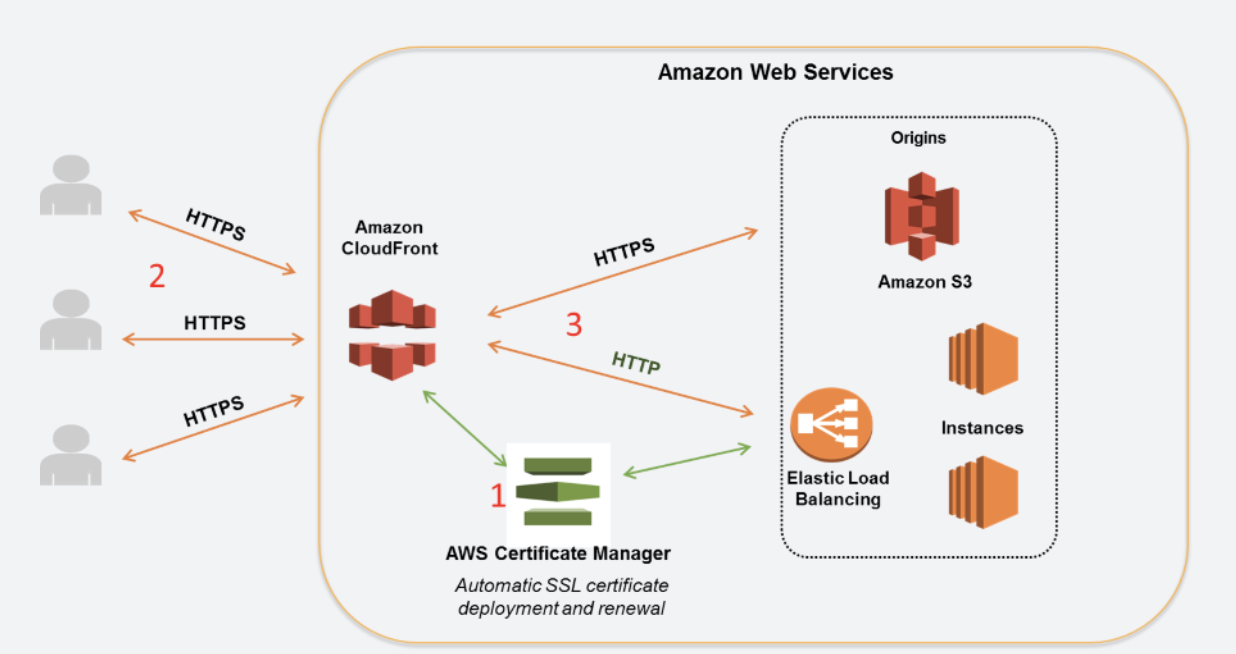 Amazon Web Services
Origins
HTTPS
2
HTTPS
HTTPS
Amazon
CloudFront
HTTPS
3
HTTP
1
AWS Certificate Manager
Automatic SSL certificate
deployment and renewal
Amazon S3
Instances
Elastic Load
Balancing